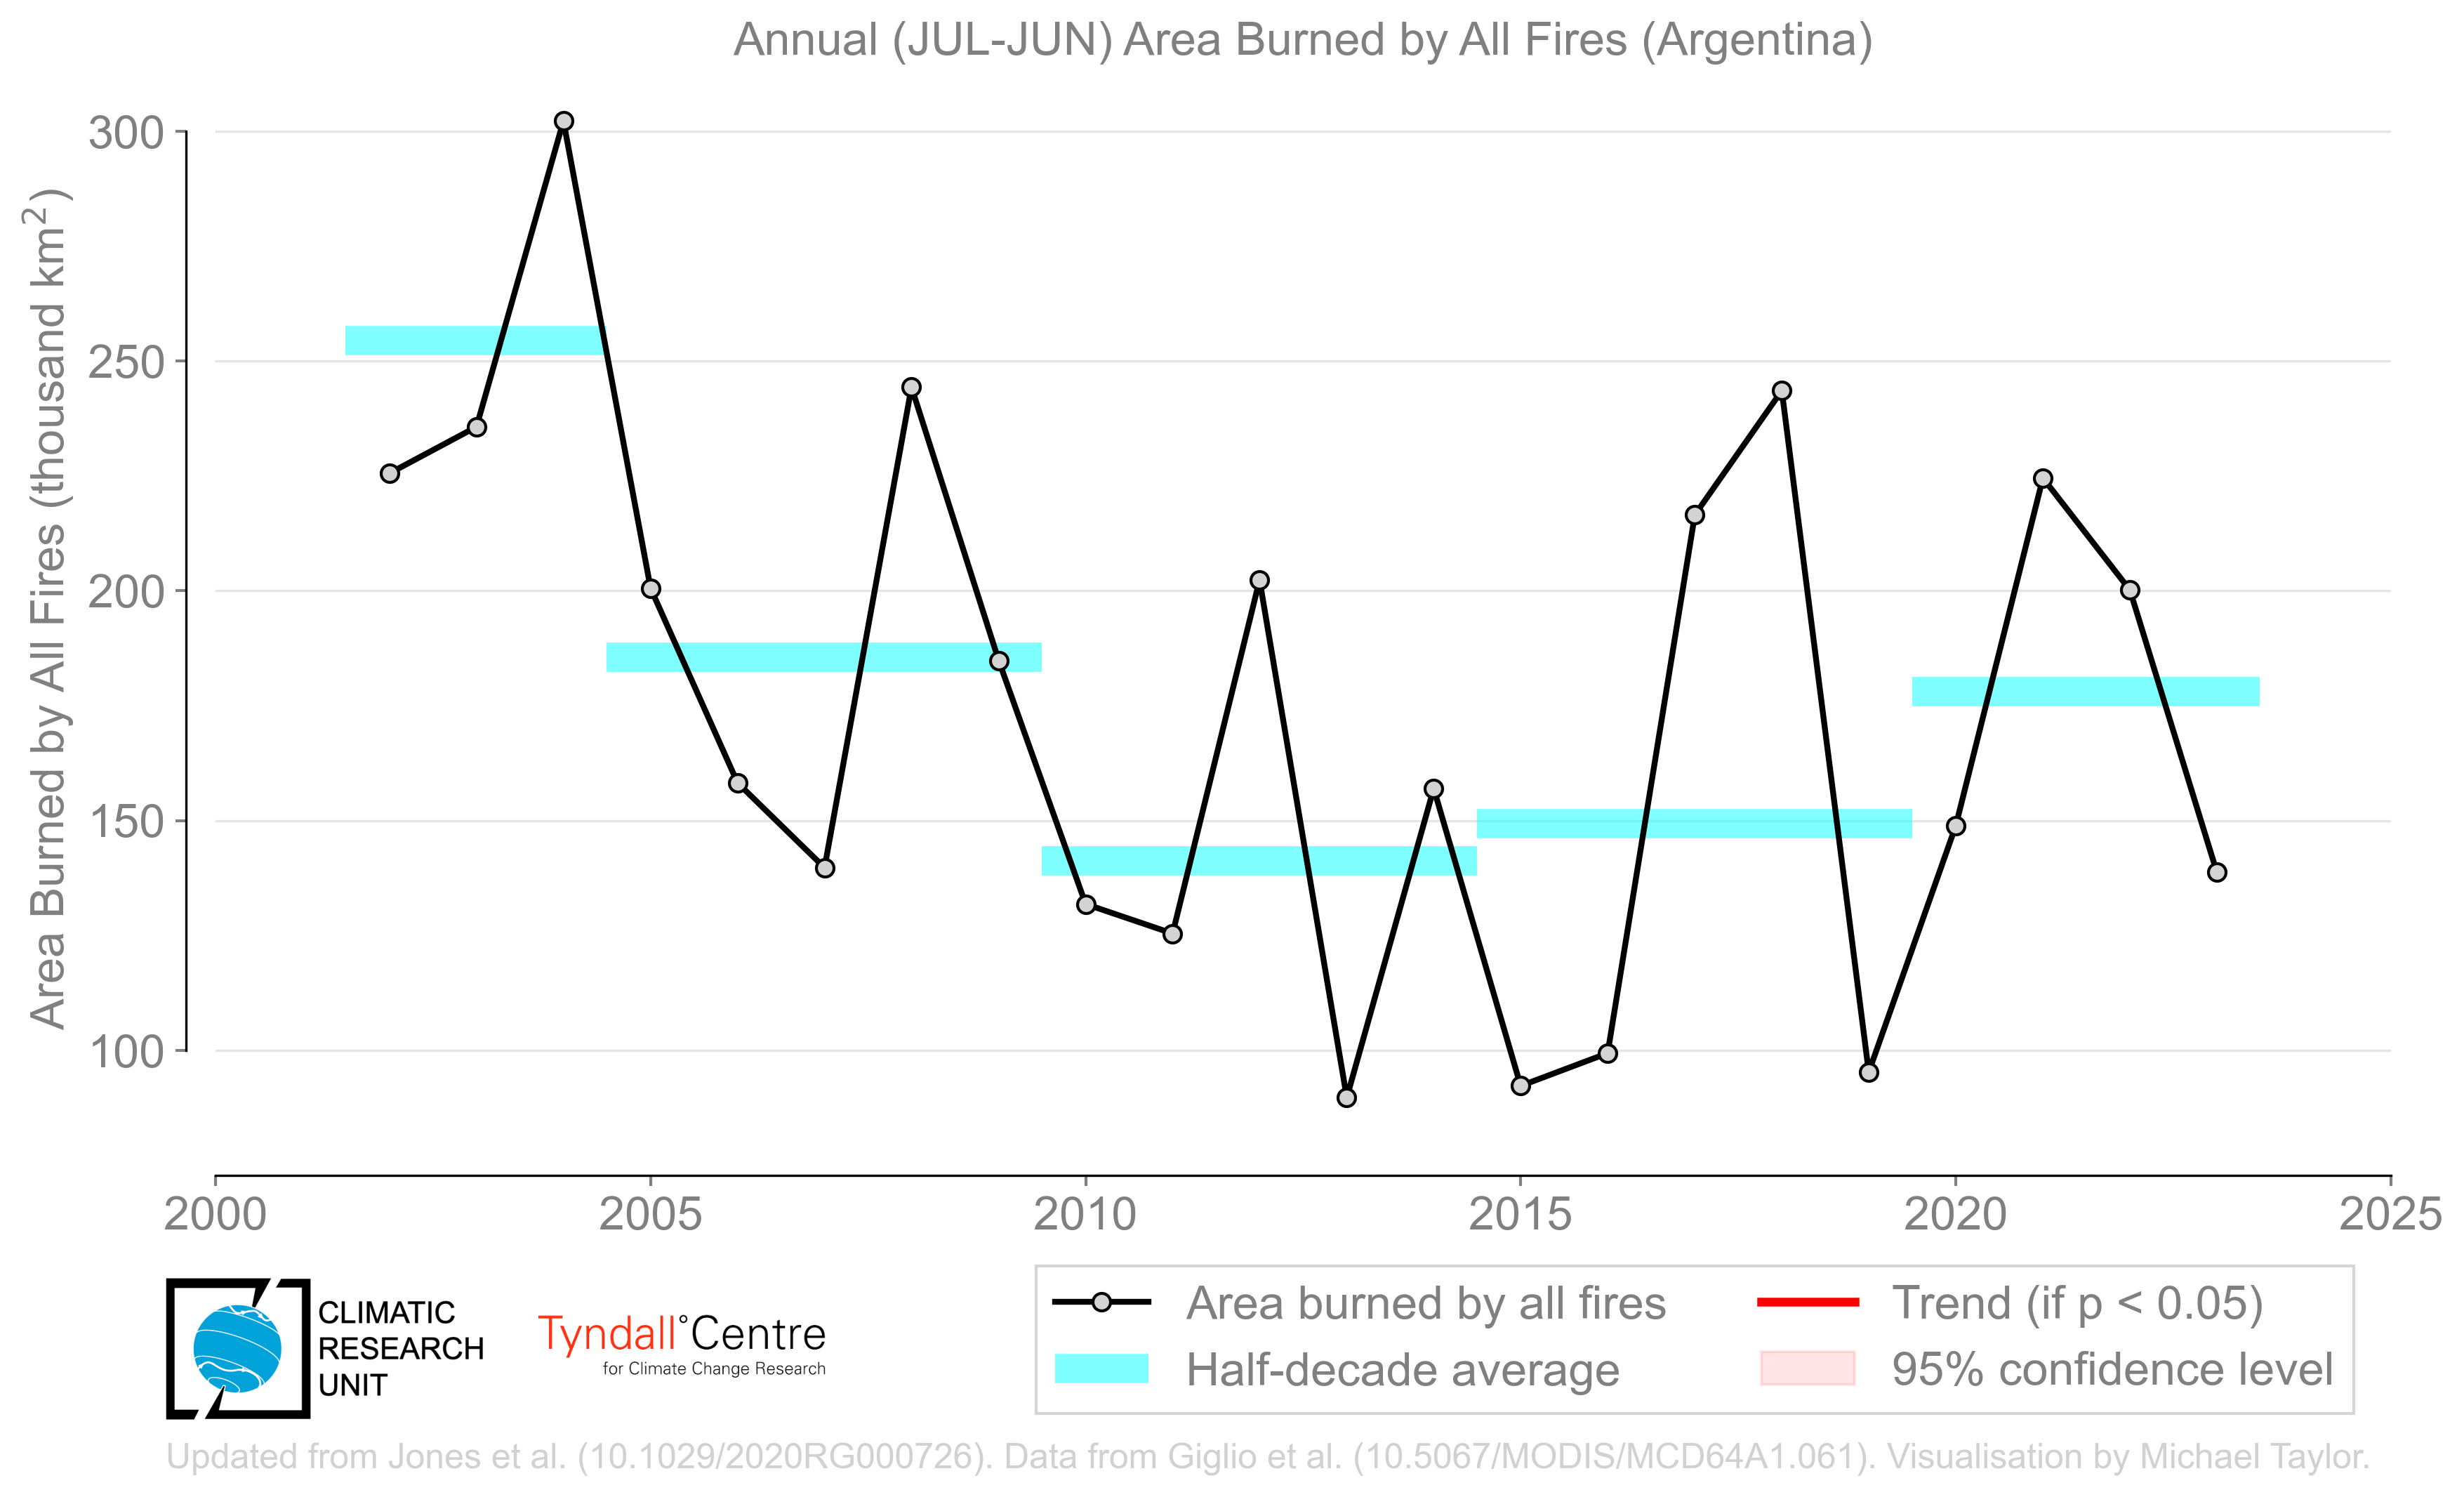 Annual (JUL-JUN) Area Burned by All Fires (Argentina)
Area Burned by All Fires (thousand km²)
300
250
200
150
100
2000
2005
2010
2015
2020
2025
CLIMATIC
RESEARCH
UNIT
Tyndall°Centre
for Climate Change Research
Area burned by all fires
Half-decade average
Trend (if p < 0.05)
95% confidence level
Updated from Jones et al. (10.1029/2020RG000726). Data from Giglio et al. (10.5067/MODIS/MCD64A1.061). Visualisation by Michael Taylor.